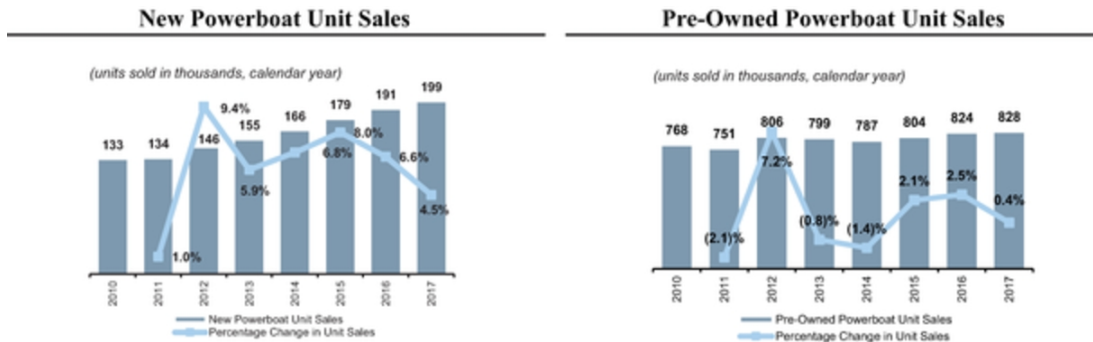 New Powerboat Unit Sales
(units sold in thousands, calendar year)
133 134 146 155 166 179 191 199
1.0% 9.4% 5.9% 6.8% 8.0% 6.6% 4.5%
2010 2011 2012 2013 2014 2015 2016 2017
New Powerboat Unit Sales
Percentage Change in Unit Sales
Pre-Owned Powerboat Unit Sales
(units sold in thousands, calendar year)
768 751 806 799 787 804 824 828
(2.1)% 7.2% (0.8)% (1.4)% 2.1% 2.5% 0.4%
2010 2011 2012 2013 2014 2015 2016 2017
Pre-Owned Powerboat Unit Sales
Percentage Change in Unit Sales